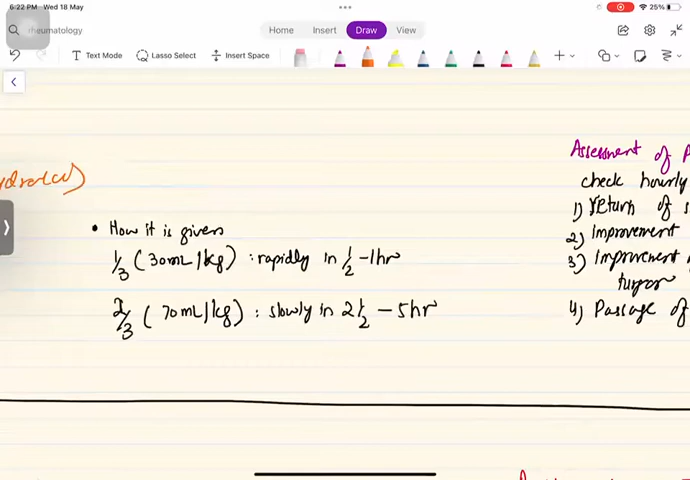 6:22 PM Wed 18 May
25%
rheumatology
Home Insert Draw View
Text Mode Lasso Select Insert Space
• How it is given
1/3 (30mL/kg) : rapidly in 1/2 - 1hr
2/3 (70mL/kg) : slowly in 2 1/2 - 5hr
Assessment of P
check hourly
1) return of
2) Improvement
3) Improvement
turgor
4) Passage of